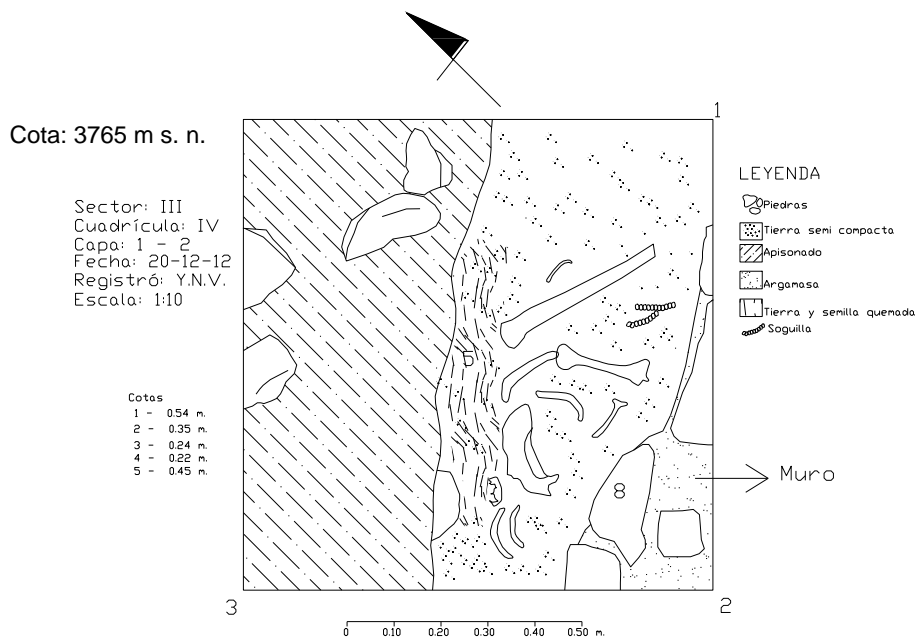 1
Cota: 3765 m s. n.
Sector: III
Cuadrícula: IV
Capa: 1 - 2
Fecha: 20-12-12
Registró: Y.N.V.
Escala: 1:10
LEYENDA
Piedras
Tierra semi compacta
Apisonado
Argamasa
Tierra y semilla quemada
Soguilla
Cotas
1 - 0.54 m.
2 - 0.35 m.
3 - 0.24 m.
4 - 0.22 m.
5 - 0.45 m.
Muro
8
3
2
0 0.10 0.20 0.30 0.40 0.50 m.